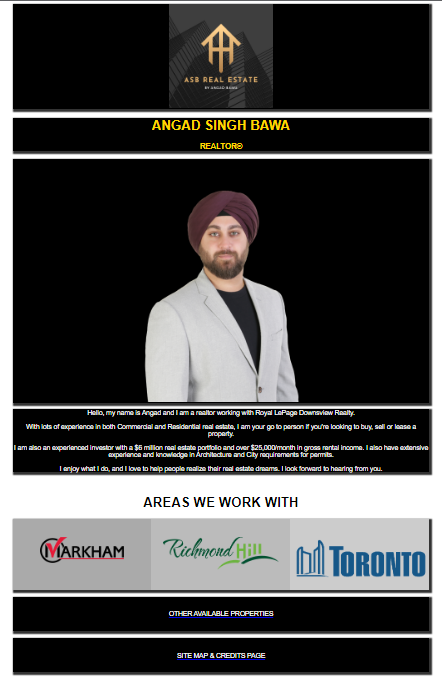 ASB REAL ESTATE
BY ANGAD BAWA
ANGAD SINGH BAWA
REALTOR®
Hello, my name is Angad and I am a realtor working with Royal LePage Downsview Realty.
With lots of experience in both Commercial and Residential real estate, I am your go to person if you're looking to buy, sell or lease a
property.
I am also an experienced investor with a $6 million real estate portfolio and over $25,000/month in gross rental income. I also have extensive
experience and knowledge in Architecture and City requirements for permits.
I enjoy what I do, and I love to help people realize their real estate dreams. I look forward to hearing from you.
AREAS WE WORK WITH
MARKHAM
Richmond Hill
TORONTO
OTHER AVAILABLE PROPERTIES
SITE MAP & CREDITS PAGE